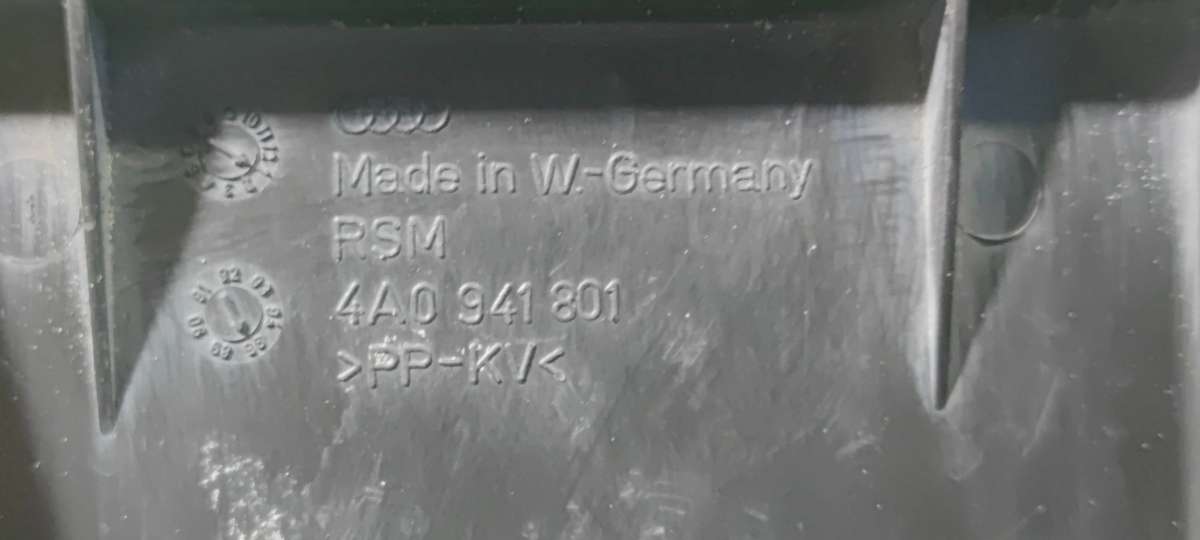 Made in W.-Germany
RSM
4A0 941 801
>PP-KV<